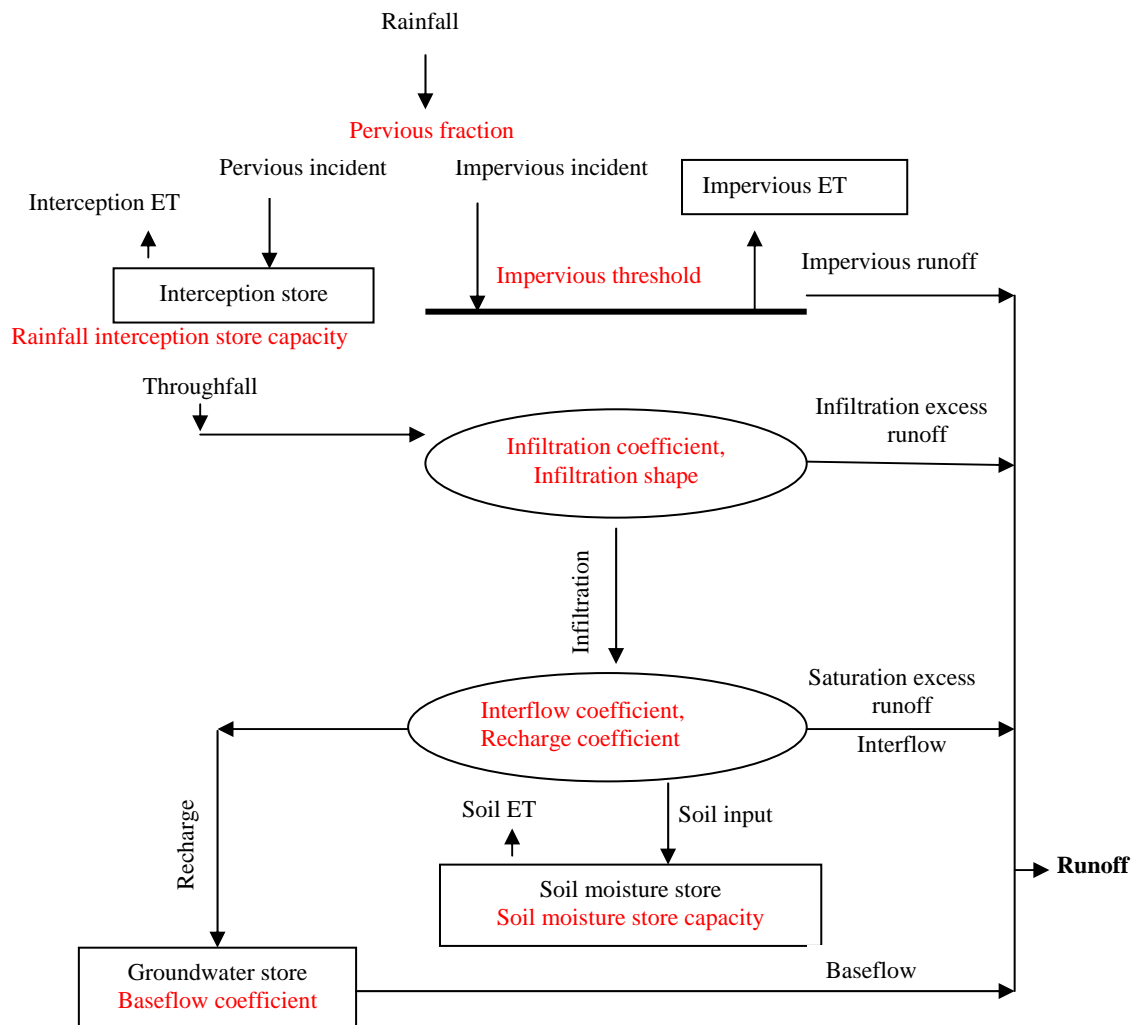 Rainfall
Pervious fraction
Pervious incident
Impervious incident
Impervious ET
Interception ET
Impervious threshold
Impervious runoff
Interception store
Rainfall interception store capacity
Throughfall
Infiltration excess
runoff
Infiltration coefficient,
Infiltration shape
Infiltration
Saturation excess
runoff
Interflow coefficient,
Recharge coefficient
Interflow
Recharge
Soil ET
Soil input
Soil moisture store
Soil moisture store capacity
Runoff
Groundwater store
Baseflow coefficient
Baseflow